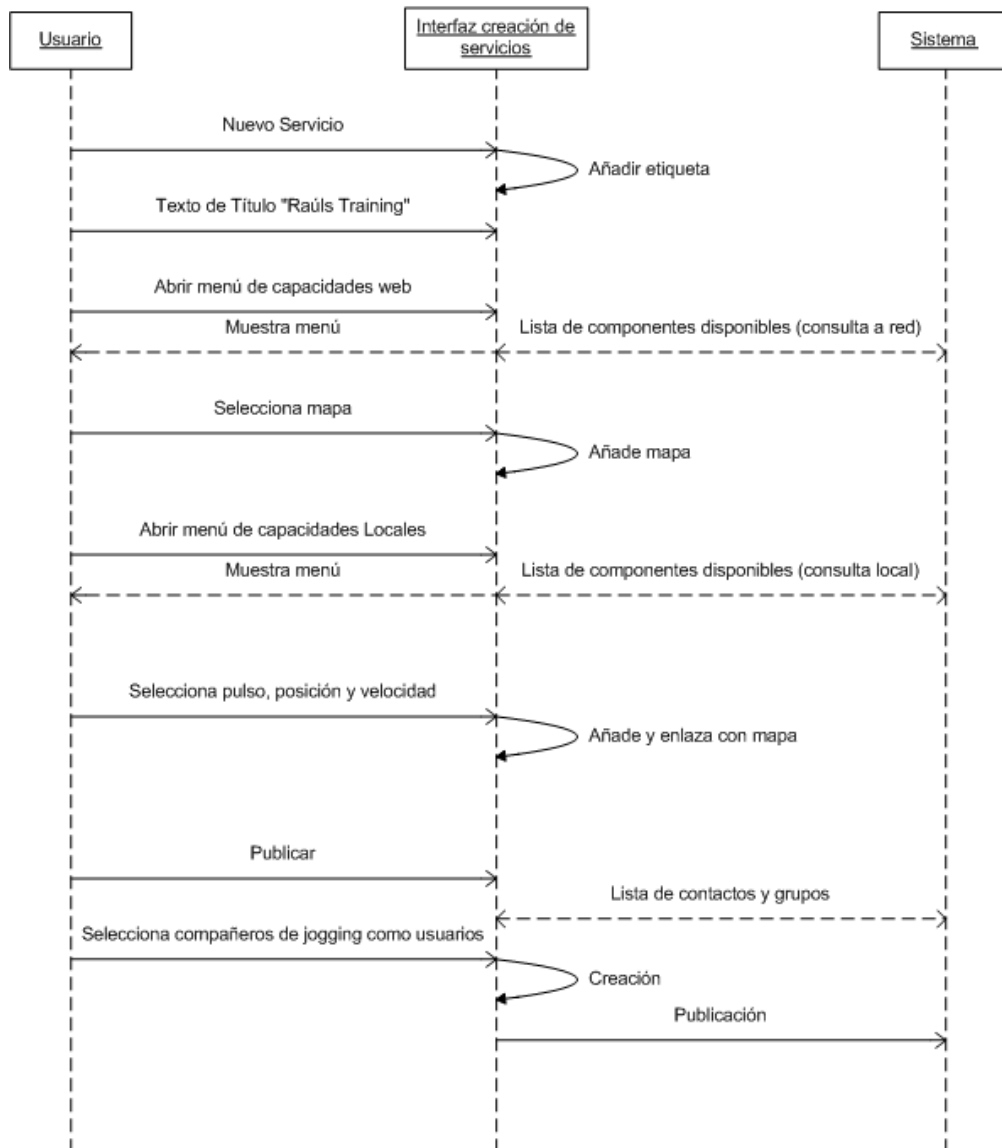 Usuario
Interfaz creación de
servicios
Sistema
Nuevo Servicio
Añadir etiqueta
Texto de Título "Raúls Training"
Abrir menú de capacidades web
Muestra menú
Lista de componentes disponibles (consulta a red)
Selecciona mapa
Añade mapa
Abrir menú de capacidades Locales
Muestra menú
Lista de componentes disponibles (consulta local)
Selecciona pulso, posición y velocidad
Añade y enlaza con mapa
Publicar
Lista de contactos y grupos
Selecciona compañeros de jogging como usuarios
Creación
Publicación